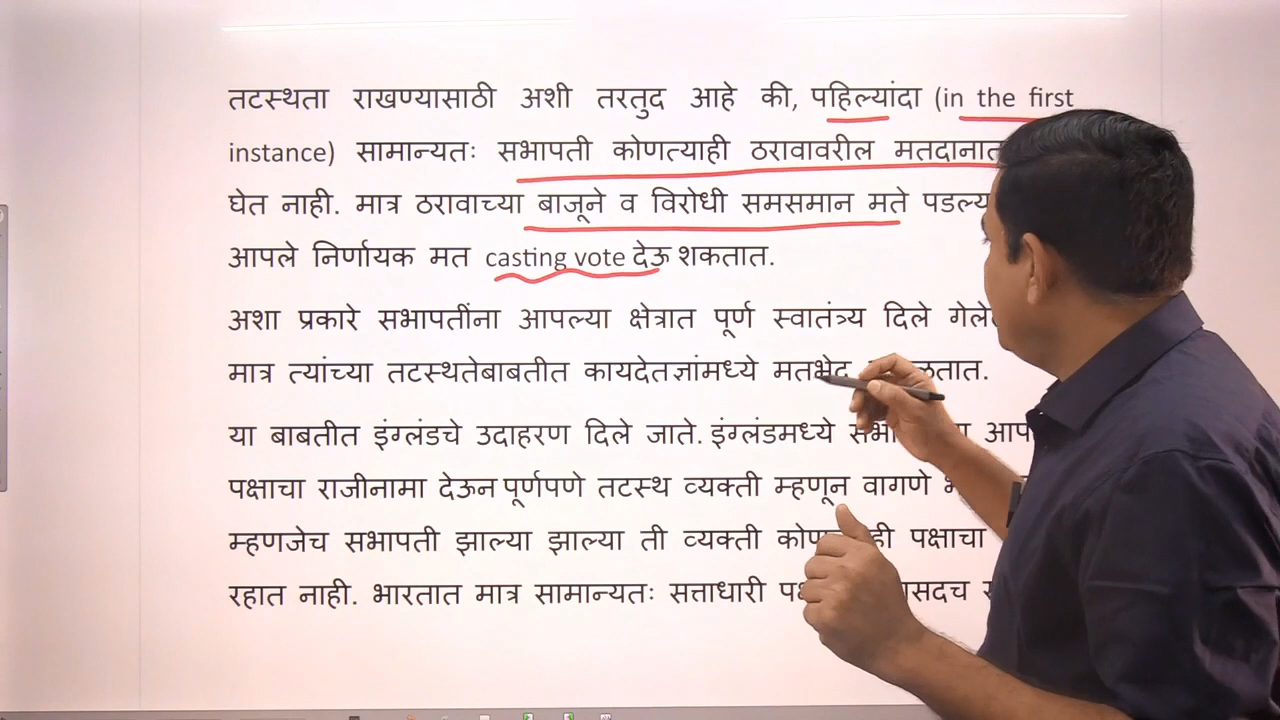 तटस्थता राखण्यासाठी अशी तरतुद आहे की, पहिल्यांदा (in the first
instance) सामान्यतः सभापती कोणत्याही ठरावावरील मतदानात
घेत नाही. मात्र ठरावाच्या बाजूने व विरोधी समसमान मते
आपले निर्णायक मत casting vote देऊ शकतात.
अशा प्रकारे सभापतींना आपल्या क्षेत्रात पूर्ण स्वातंत्र्य दिले
मात्र त्यांच्या तटस्थतेबाबतीत कायदेतज्ञांमध्ये मतभेद
या बाबतीत इंग्लंडचे उदाहरण दिले जाते. इंग्लंडमध्ये
पक्षाचा राजीनामा देऊन पूर्णपणे तटस्थ व्यक्ती म्हणून वागणे
म्हणजेच सभापती झाल्या झाल्या ती व्यक्ती पक्षाचा
रहात नाही. भारतात मात्र सामान्यतः सत्ताधारी